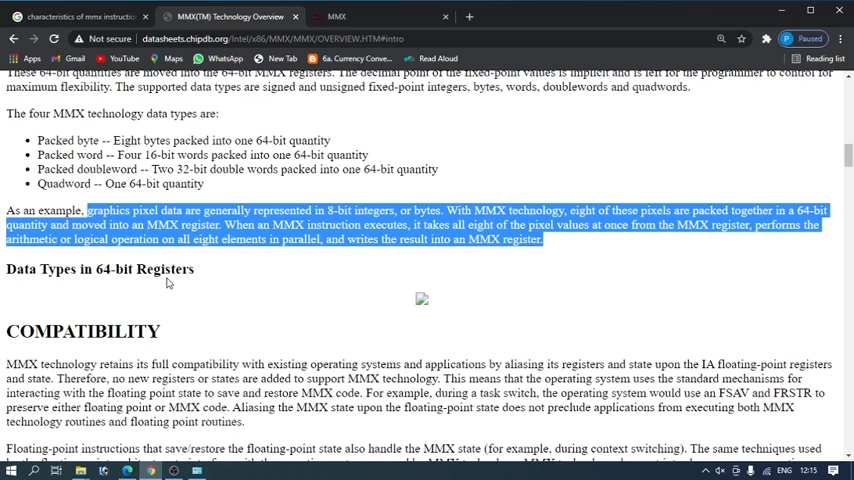 characteristics of mmx instructio
MMX(TM) Technology Overview
MMX
Not secure
datasheets.chipdb.org/Intel/x86/MMX/MMX/OVERVIEW.HTM#intro
Paused
Apps
Gmail
YouTube
Maps
WhatsApp
New Tab
6a. Currency Conve...
Read Aloud
Reading list
These 64-bit quantities are moved into the 64-bit MMX registers. The decimal point of the fixed-point values is implicit and is left for the programmer to control for
maximum flexibility. The supported data types are signed and unsigned fixed-point integers, bytes, words, doublewords and quadwords.
The four MMX technology data types are:
Packed byte -- Eight bytes packed into one 64-bit quantity
Packed word -- Four 16-bit words packed into one 64-bit quantity
Packed doubleword -- Two 32-bit double words packed into one 64-bit quantity
Quadword -- One 64-bit quantity
As an example, graphics pixel data are generally represented in 8-bit integers, or bytes. With MMX technology, eight of these pixels are packed together in a 64-bit
quantity and moved into an MMX register. When an MMX instruction executes, it takes all eight of the pixel values at once from the MMX register, performs the
arithmetic or logical operation on all eight elements in parallel, and writes the result into an MMX register.
Data Types in 64-bit Registers
COMPATIBILITY
MMX technology retains its full compatibility with existing operating systems and applications by aliasing its registers and state upon the IA floating-point registers
and state. Therefore, no new registers or states are added to support MMX technology. This means that the operating system uses the standard mechanisms for
interacting with the floating point state to save and restore MMX code. For example, during a task switch, the operating system would use an FSAV and FRSTR to
preserve either floating point or MMX code. Aliasing the MMX state upon the floating-point state does not preclude applications from executing both MMX
technology routines and floating point routines.
Floating-point instructions that save/restore the floating-point state also handle the MMX state (for example, during context switching). The same techniques used
ENG
12:15